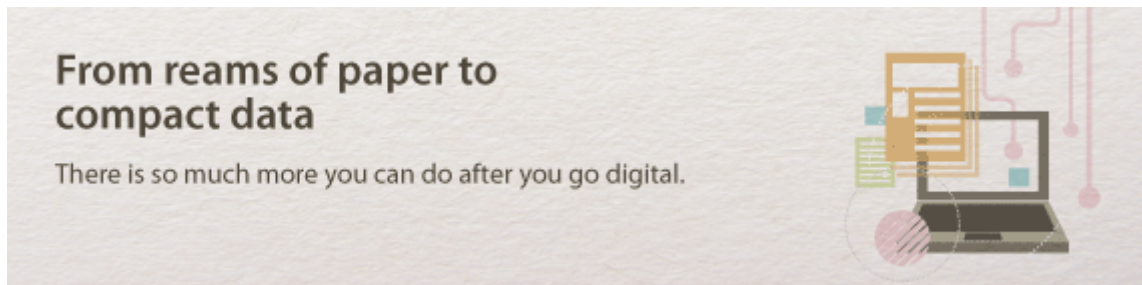 From reams of paper to
compact data
There is so much more you can do after you go digital.